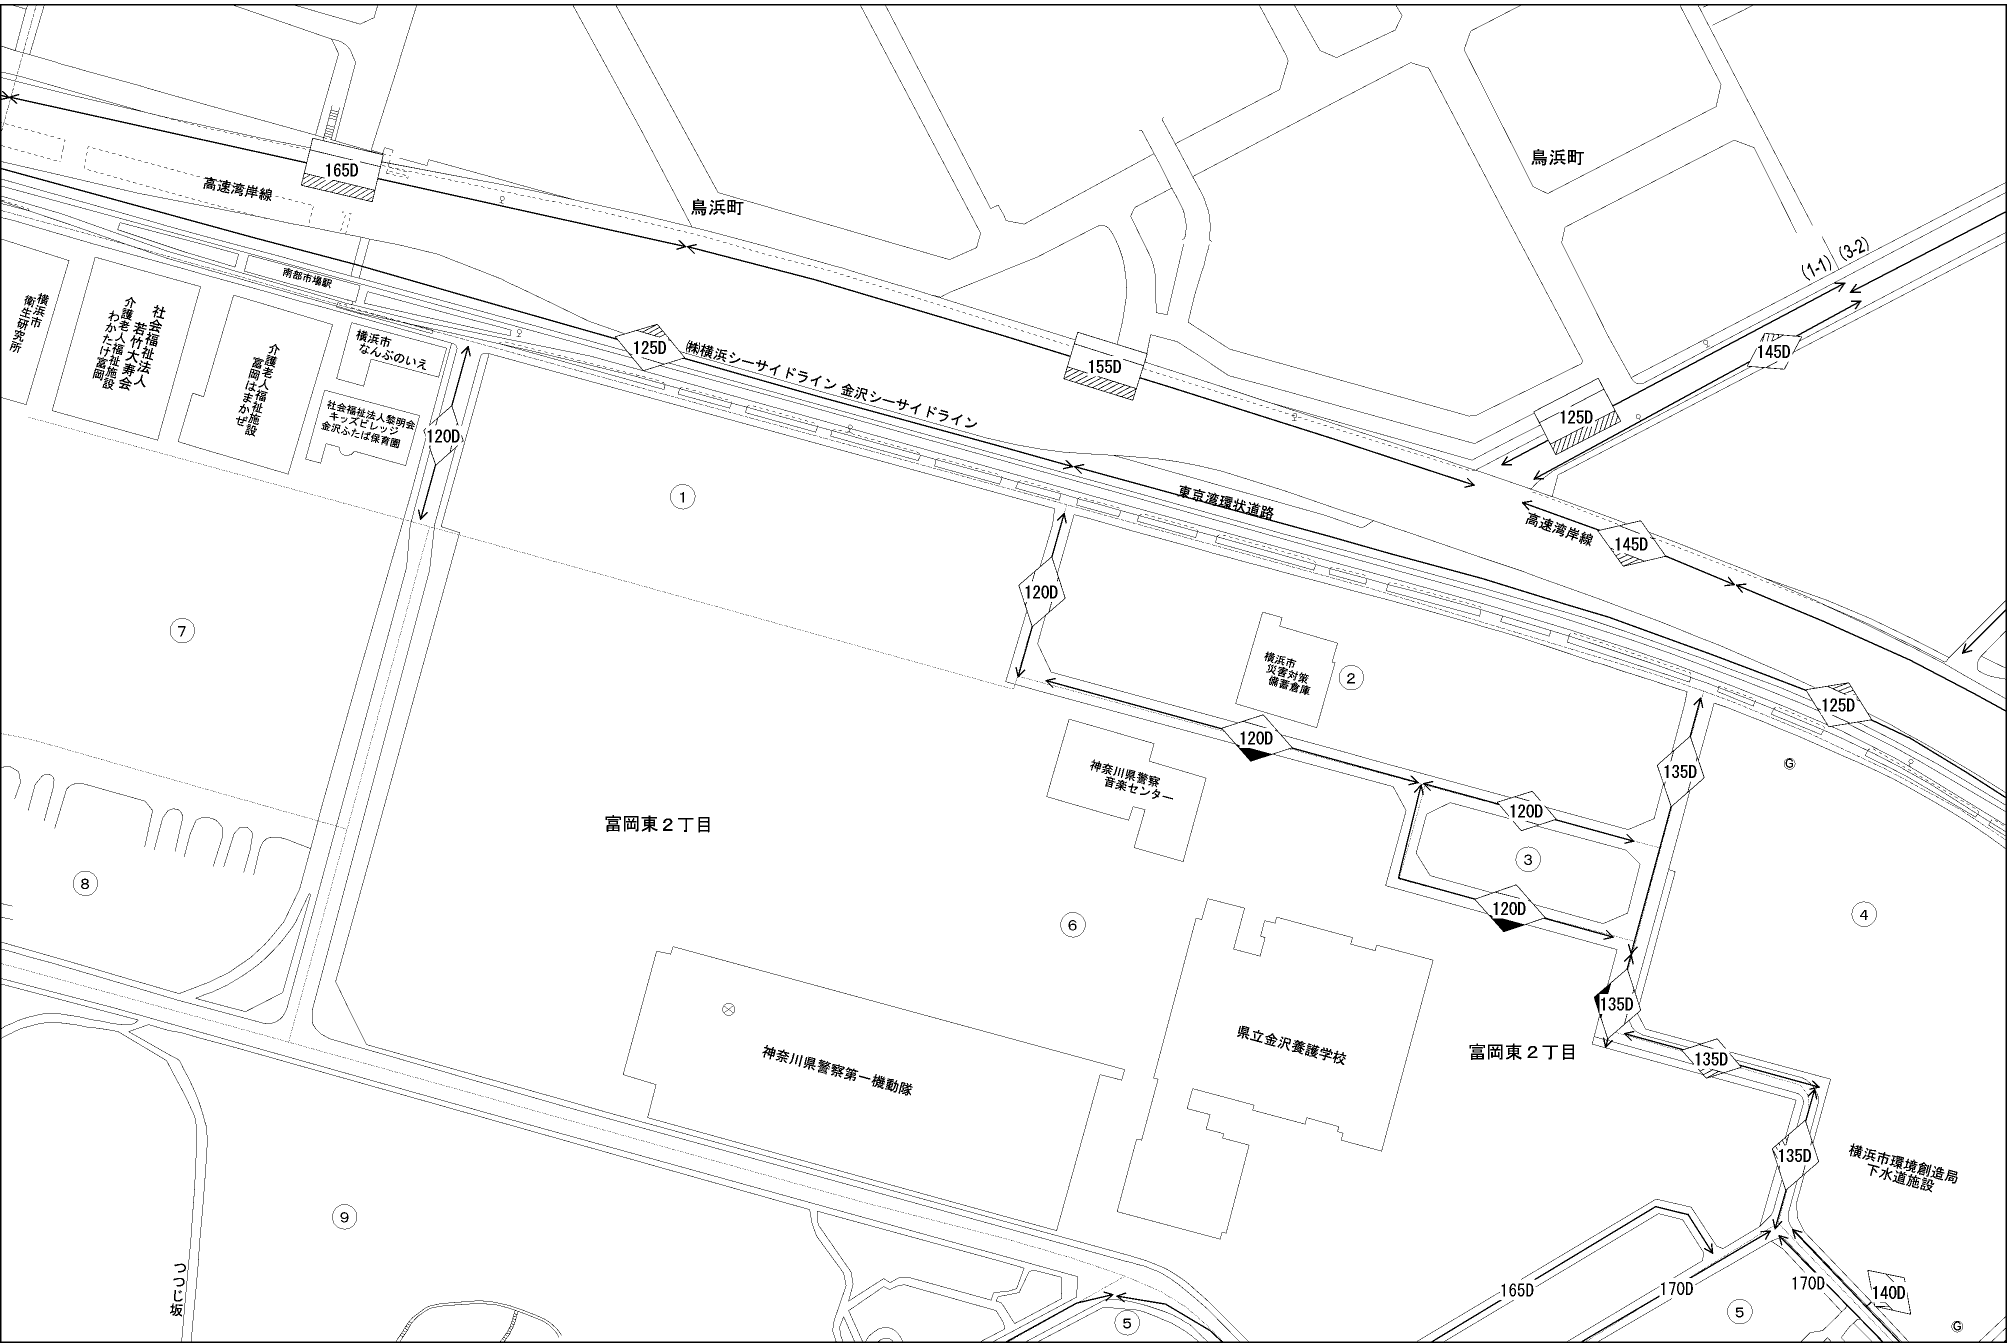 165D
高速湾岸線
鳥浜町
鳥浜町
(1-1)
(3-2)
南部市場駅
横浜市
衛生研究所
社会福祉法人
若竹大寿会
介護老人福祉施設
わかたけ富岡
介護老人福祉施設
富岡はまかぜ
横浜市
なんぶのいえ
社会福祉法人黎明会
キッズビレッジ
金沢ふたば保育園
120D
125D
㈱横浜シーサイドライン 金沢シーサイドライン
155D
145D
125D
東京湾環状道路
高速湾岸線
145D
1
120D
7
横浜市
災害対策
備蓄倉庫
2
125D
120D
135D
G
神奈川県警察
音楽センター
120D
富岡東2丁目
3
8
120D
4
6
135D
神奈川県警察第一機動隊
県立金沢養護学校
富岡東2丁目
135D
135D
横浜市環境創造局
下水道施設
9
つつじ坂
165D
170D
170D
140D
5
5
G